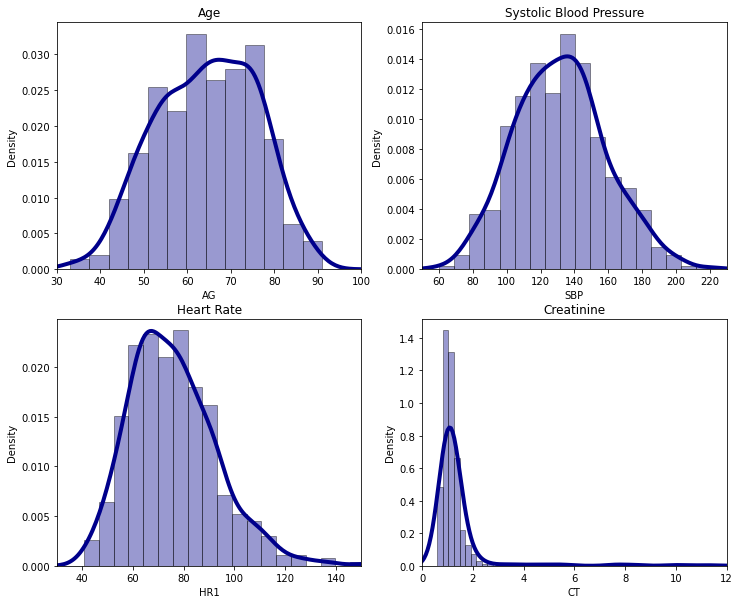 Age
Density
0.030
0.025
0.020
0.015
0.010
0.005
0.000
30 40 50 60 70 80 90 100
AG
Systolic Blood Pressure
Density
0.016
0.014
0.012
0.010
0.008
0.006
0.004
0.002
0.000
60 80 100 120 140 160 180 200 220
SBP
Heart Rate
Density
0.020
0.015
0.010
0.005
0.000
40 60 80 100 120 140
HR1
Creatinine
Density
1.4
1.2
1.0
0.8
0.6
0.4
0.2
0.0
0 2 4 6 8 10 12
CT